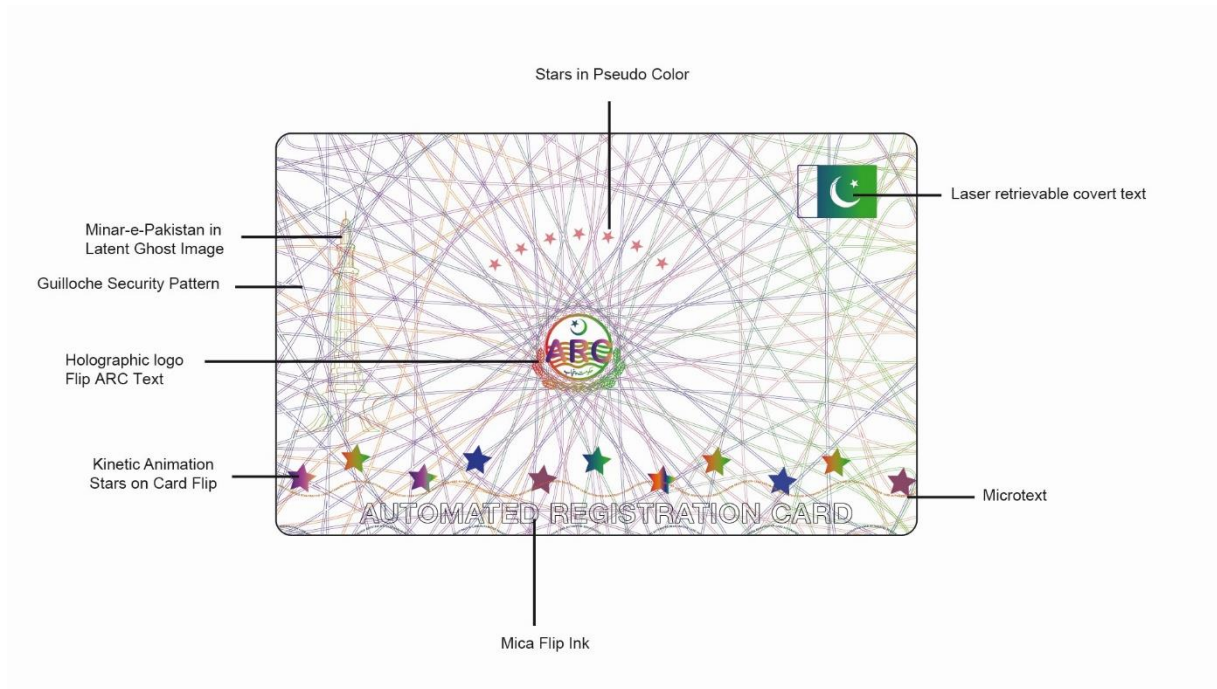 Stars in Pseudo Color
Laser retrievable covert text
Minar-e-Pakistan in
Latent Ghost Image
Guilloche Security Pattern
Holographic logo
Flip ARC Text
ARC
Kinetic Animation
Stars on Card Flip
Microtext
AUTOMATED REGISTRATION CARD
Mica Flip Ink